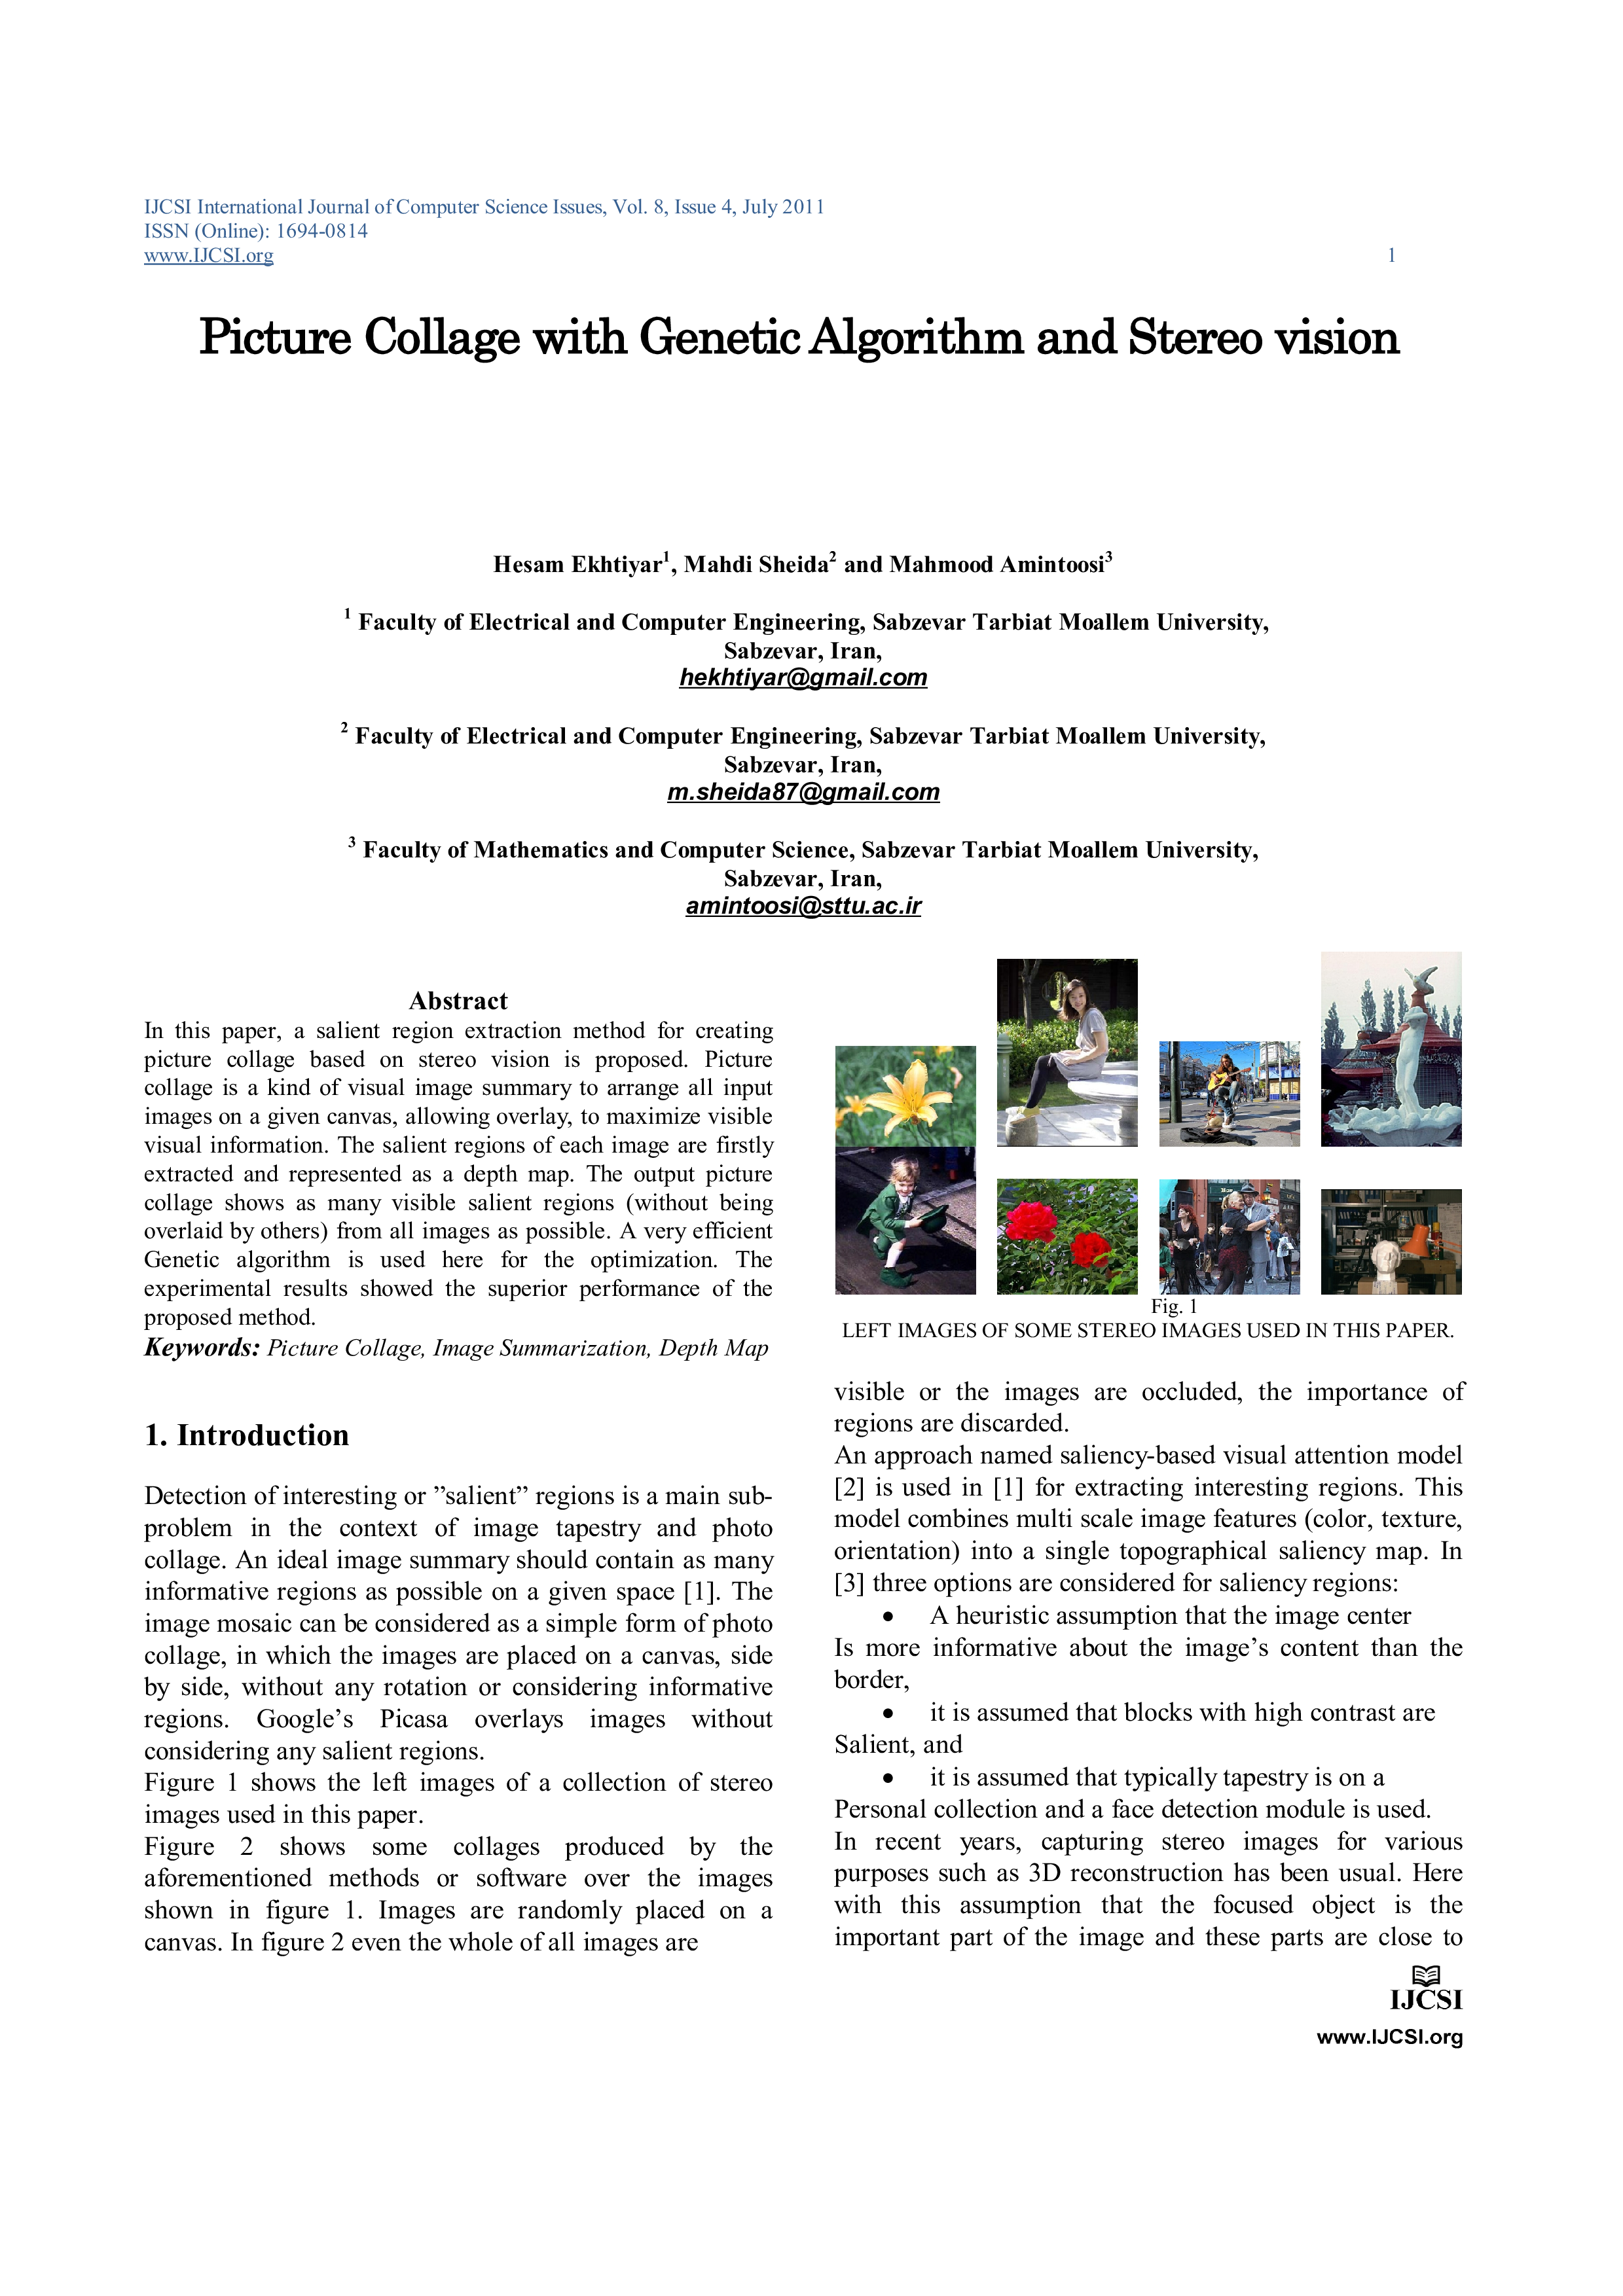 IJCSI International Journal of Computer Science Issues, Vol. 8, Issue 4, July 2011
ISSN (Online): 1694-0814
www.IJCSI.org 1
Picture Collage with Genetic Algorithm and Stereo vision
Hesam Ekhtiyar1, Mahdi Sheida2 and Mahmood Amintoosi3
1 Faculty of Electrical and Computer Engineering, Sabzevar Tarbiat Moallem University,
Sabzevar, Iran,
hekhtiyar@gmail.com
2 Faculty of Electrical and Computer Engineering, Sabzevar Tarbiat Moallem University,
Sabzevar, Iran,
m.sheida87@gmail.com
3 Faculty of Mathematics and Computer Science, Sabzevar Tarbiat Moallem University,
Sabzevar, Iran,
amintoosi@sttu.ac.ir
Abstract
In this paper, a salient region extraction method for creating
picture collage based on stereo vision is proposed. Picture
collage is a kind of visual image summary to arrange all input
images on a given canvas, allowing overlay, to maximize visible
visual information. The salient regions of each image are firstly
extracted and represented as a depth map. The output picture
collage shows as many visible salient regions (without being
overlaid by others) from all images as possible. A very efficient
Genetic algorithm is used here for the optimization. The
experimental results showed the superior performance of the
proposed method.
Keywords: Picture Collage, Image Summarization, Depth Map
1. Introduction
Detection of interesting or ”salient” regions is a main sub-
problem in the context of image tapestry and photo
collage. An ideal image summary should contain as many
informative regions as possible on a given space [1]. The
image mosaic can be considered as a simple form of photo
collage, in which the images are placed on a canvas, side
by side, without any rotation or considering informative
regions. Google’s Picasa overlays images without
considering any salient regions.
Figure 1 shows the left images of a collection of stereo
images used in this paper.
Figure 2 shows some collages produced by the
aforementioned methods or software over the images
shown in figure 1. Images are randomly placed on a
canvas. In figure 2 even the whole of all images are
Fig. 1
LEFT IMAGES OF SOME STEREO IMAGES USED IN THIS PAPER.
visible or the images are occluded, the importance of
regions are discarded.
An approach named saliency-based visual attention model
[2] is used in [1] for extracting interesting regions. This
model combines multi scale image features (color, texture,
orientation) into a single topographical saliency map. In
[3] three options are considered for saliency regions:
• A heuristic assumption that the image center
Is more informative about the image’s content than the
border,
• it is assumed that blocks with high contrast are
Salient, and
• it is assumed that typically tapestry is on a
Personal collection and a face detection module is used.
In recent years, capturing stereo images for various
purposes such as 3D reconstruction has been usual. Here
with this assumption that the focused object is the
important part of the image and these parts are close to
IJCSI
www.IJCSI.org